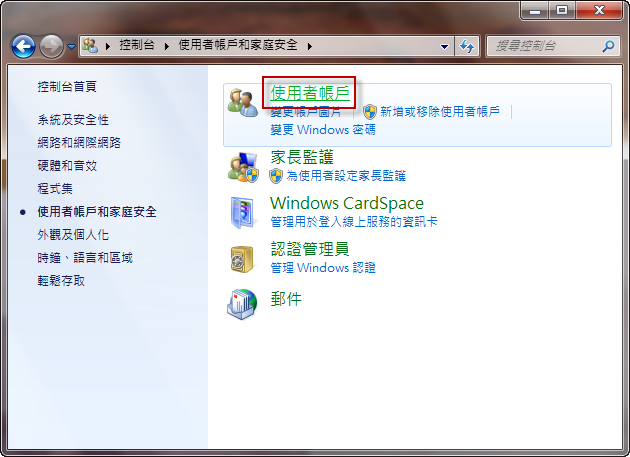 控制台 使用者帳戶和家庭安全
搜尋控制台
控制台首頁
系統及安全性
網路和網際網路
硬體和音效
程式集
使用者帳戶和家庭安全
外觀及個人化
時鐘、語言和區域
輕鬆存取
使用者帳戶
變更帳戶圖片 新增或移除使用者帳戶
變更 Windows 密碼
家長監護
為使用者設定家長監護
Windows CardSpace
管理用於登入線上服務的資訊卡
認證管理員
管理 Windows 認證
郵件